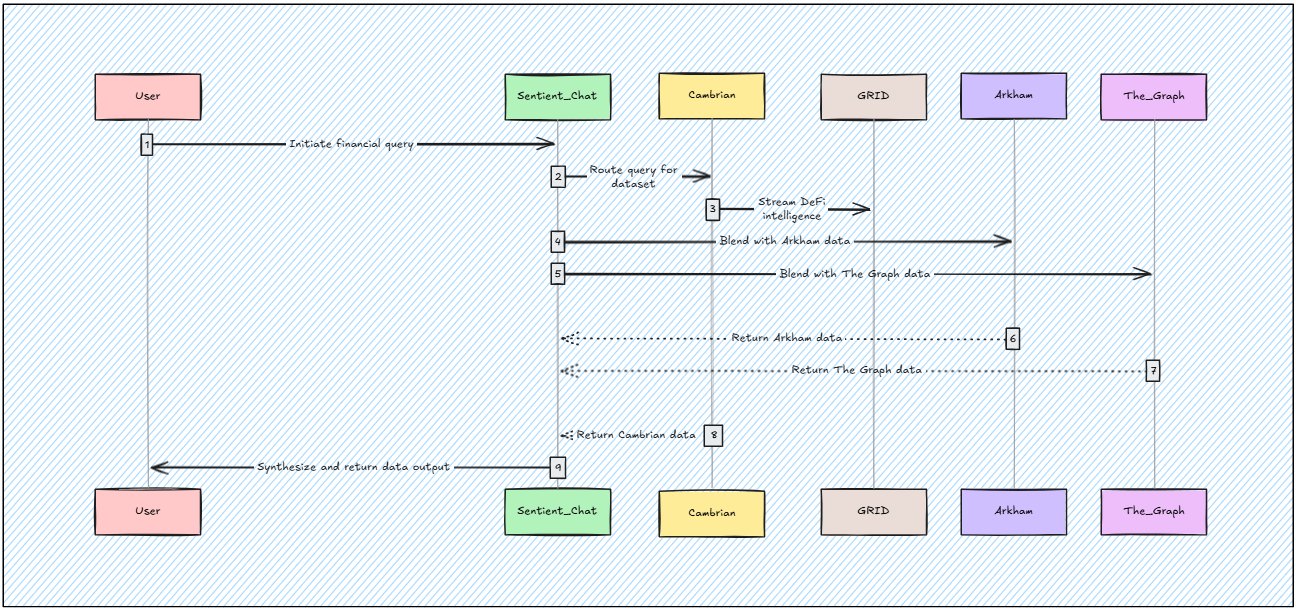 User
Sentient_Chat
Cambrian
GRID
Arkham
The_Graph
1
Initiate financial query
2
Route query for
dataset
3
Stream DeFi
intelligence
4
Blend with Arkham data
5
Blend with The Graph data
Return Arkham data
6
Return The Graph data
7
Return Cambrian data
8
Synthesize and return data output
9
User
Sentient_Chat
Cambrian
GRID
Arkham
The_Graph